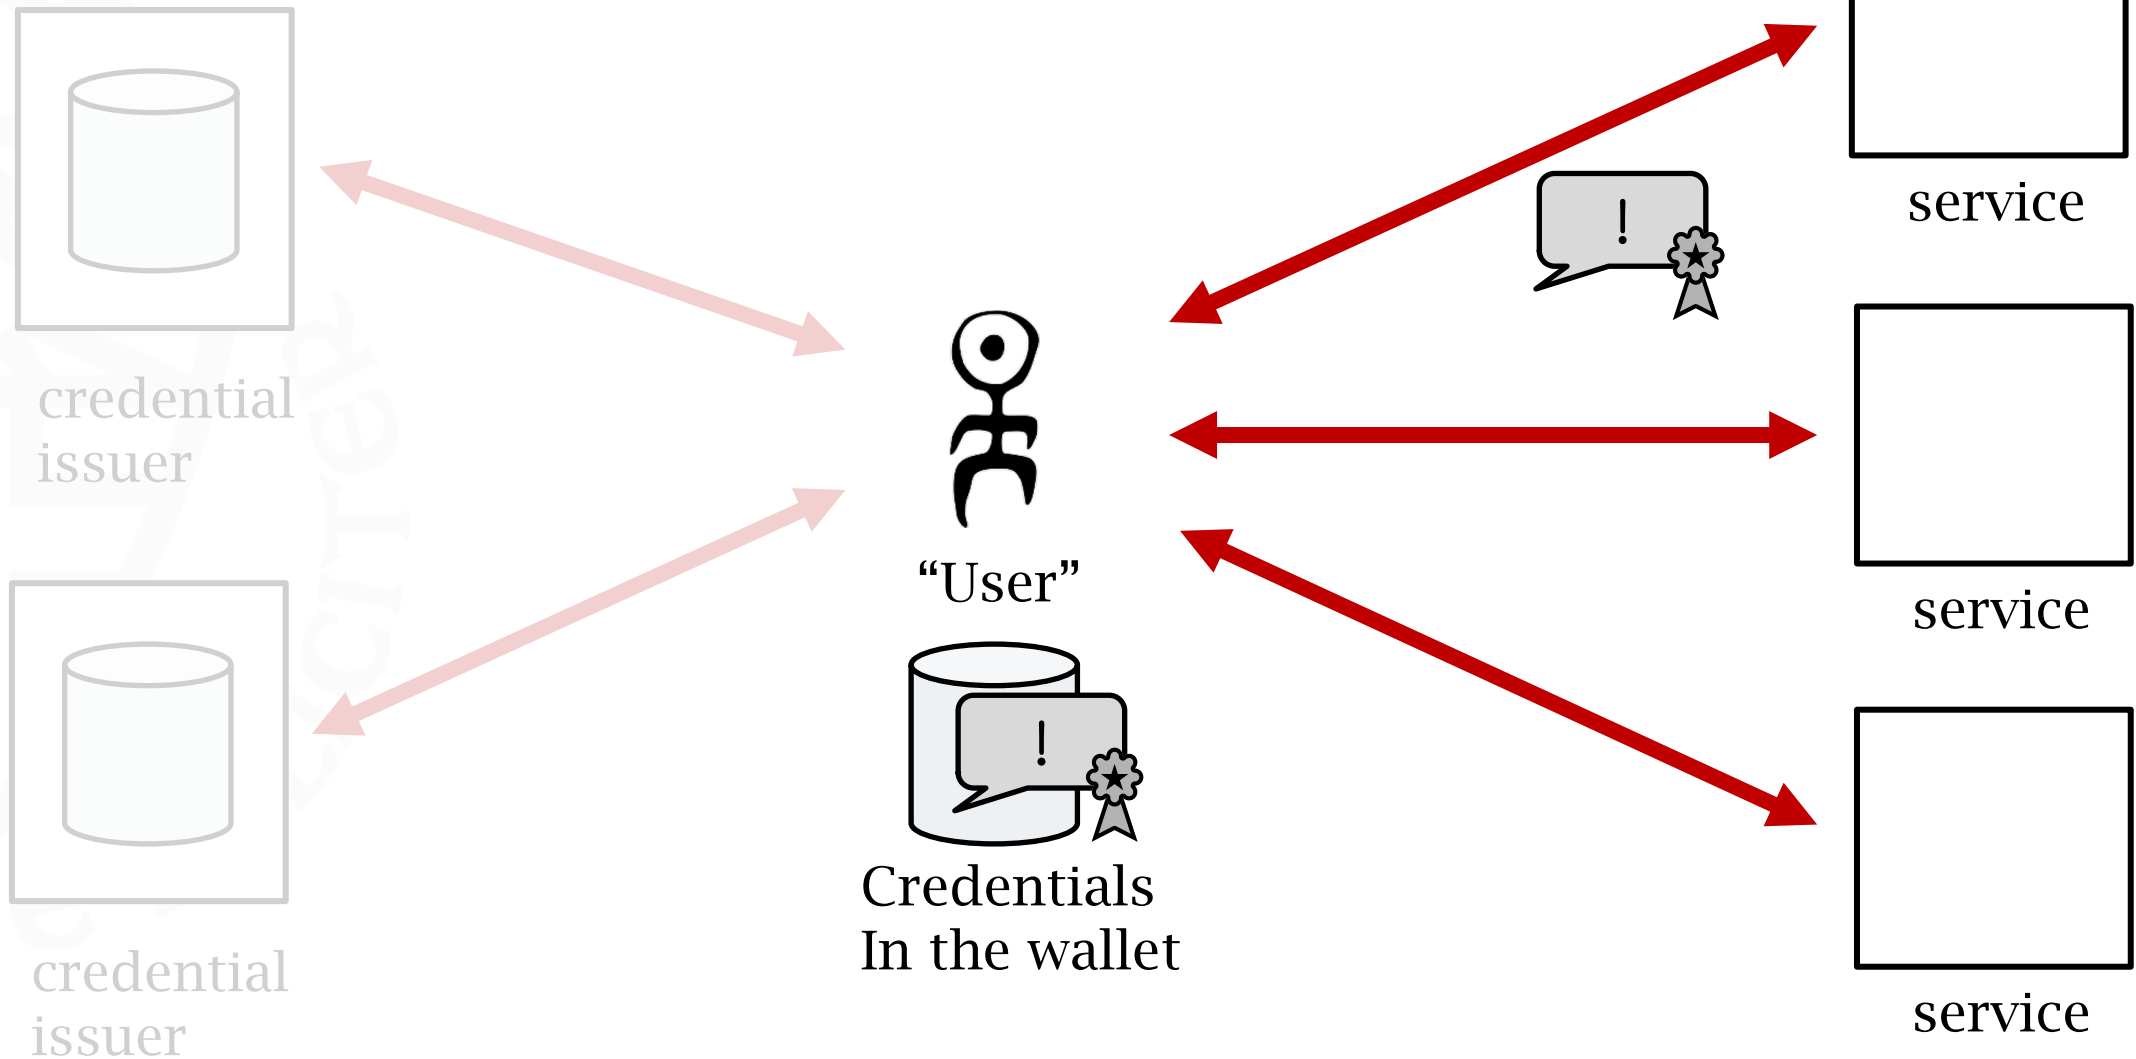 service
!
credential
issuer
“User”
service
!
Credentials
In the wallet
credential
issuer
service